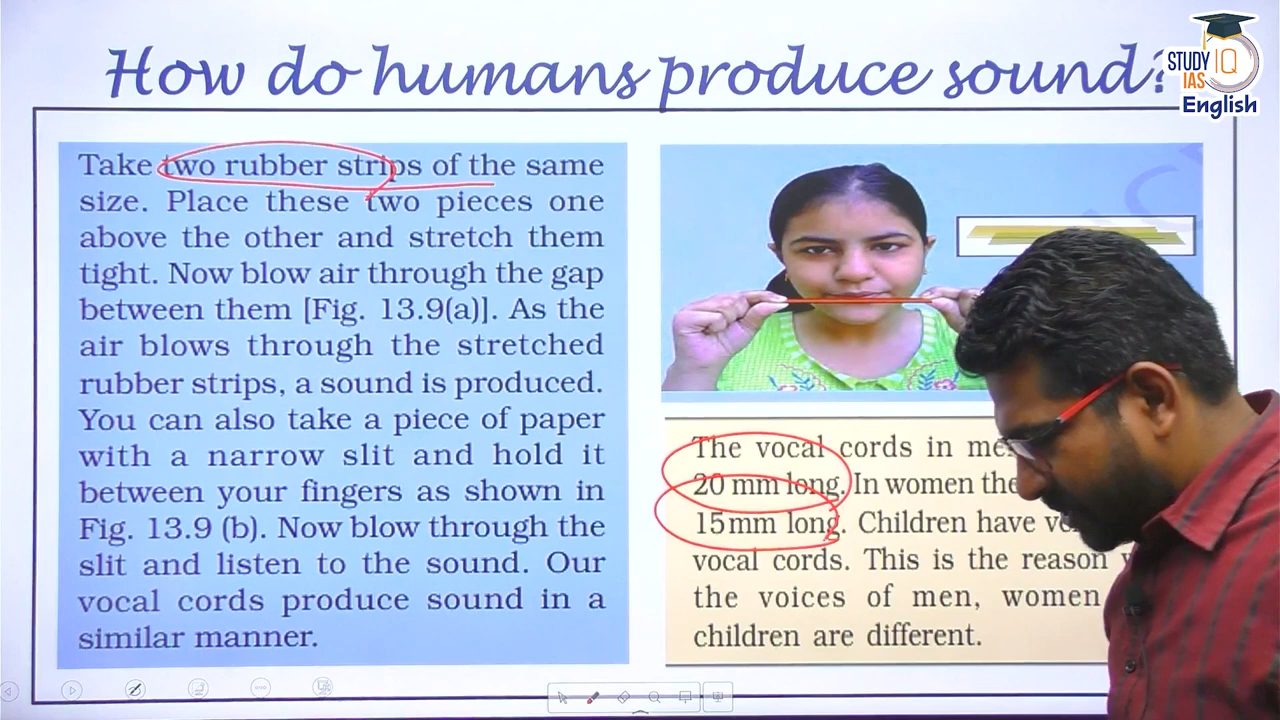 How do humans produce sound?
STUDY IQ
IAS
English
Take two rubber strips of the same
size. Place these two pieces one
above the other and stretch them
tight. Now blow air through the gap
between them [Fig. 13.9(a)]. As the
air blows through the stretched
rubber strips, a sound is produced.
You can also take a piece of paper
with a narrow slit and hold it
between your fingers as shown in
Fig. 13.9 (b). Now blow through the
slit and listen to the sound. Our
vocal cords produce sound in a
similar manner.
The vocal cords in
20 mm long. In women
15mm long. Children have
vocal cords. This is the reason
the voices of men, women
children are different.